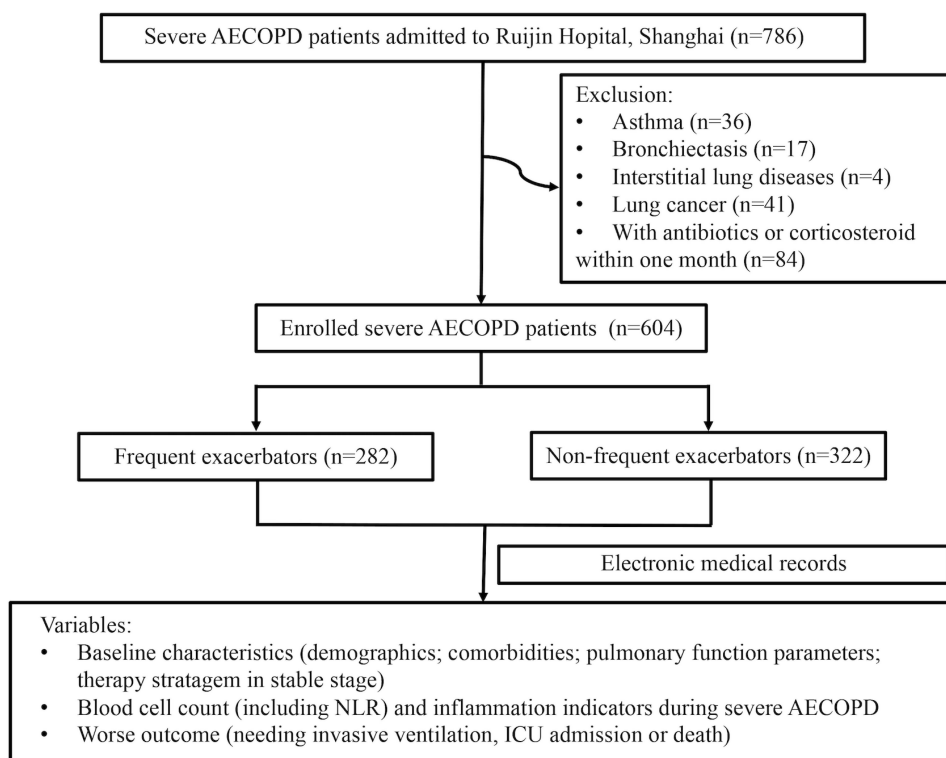 Severe AECOPD patients admitted to Ruijin Hopital, Shanghai (n=786)
Exclusion:
• Asthma (n=36)
• Bronchiectasis (n=17)
• Interstitial lung diseases (n=4)
• Lung cancer (n=41)
• With antibiotics or corticosteroid
within one month (n=84)
Enrolled severe AECOPD patients (n=604)
Frequent exacerbators (n=282)
Non-frequent exacerbators (n=322)
Electronic medical records
Variables:
• Baseline characteristics (demographics; comorbidities; pulmonary function parameters;
therapy stratagem in stable stage)
• Blood cell count (including NLR) and inflammation indicators during severe AECOPD
• Worse outcome (needing invasive ventilation, ICU admission or death)